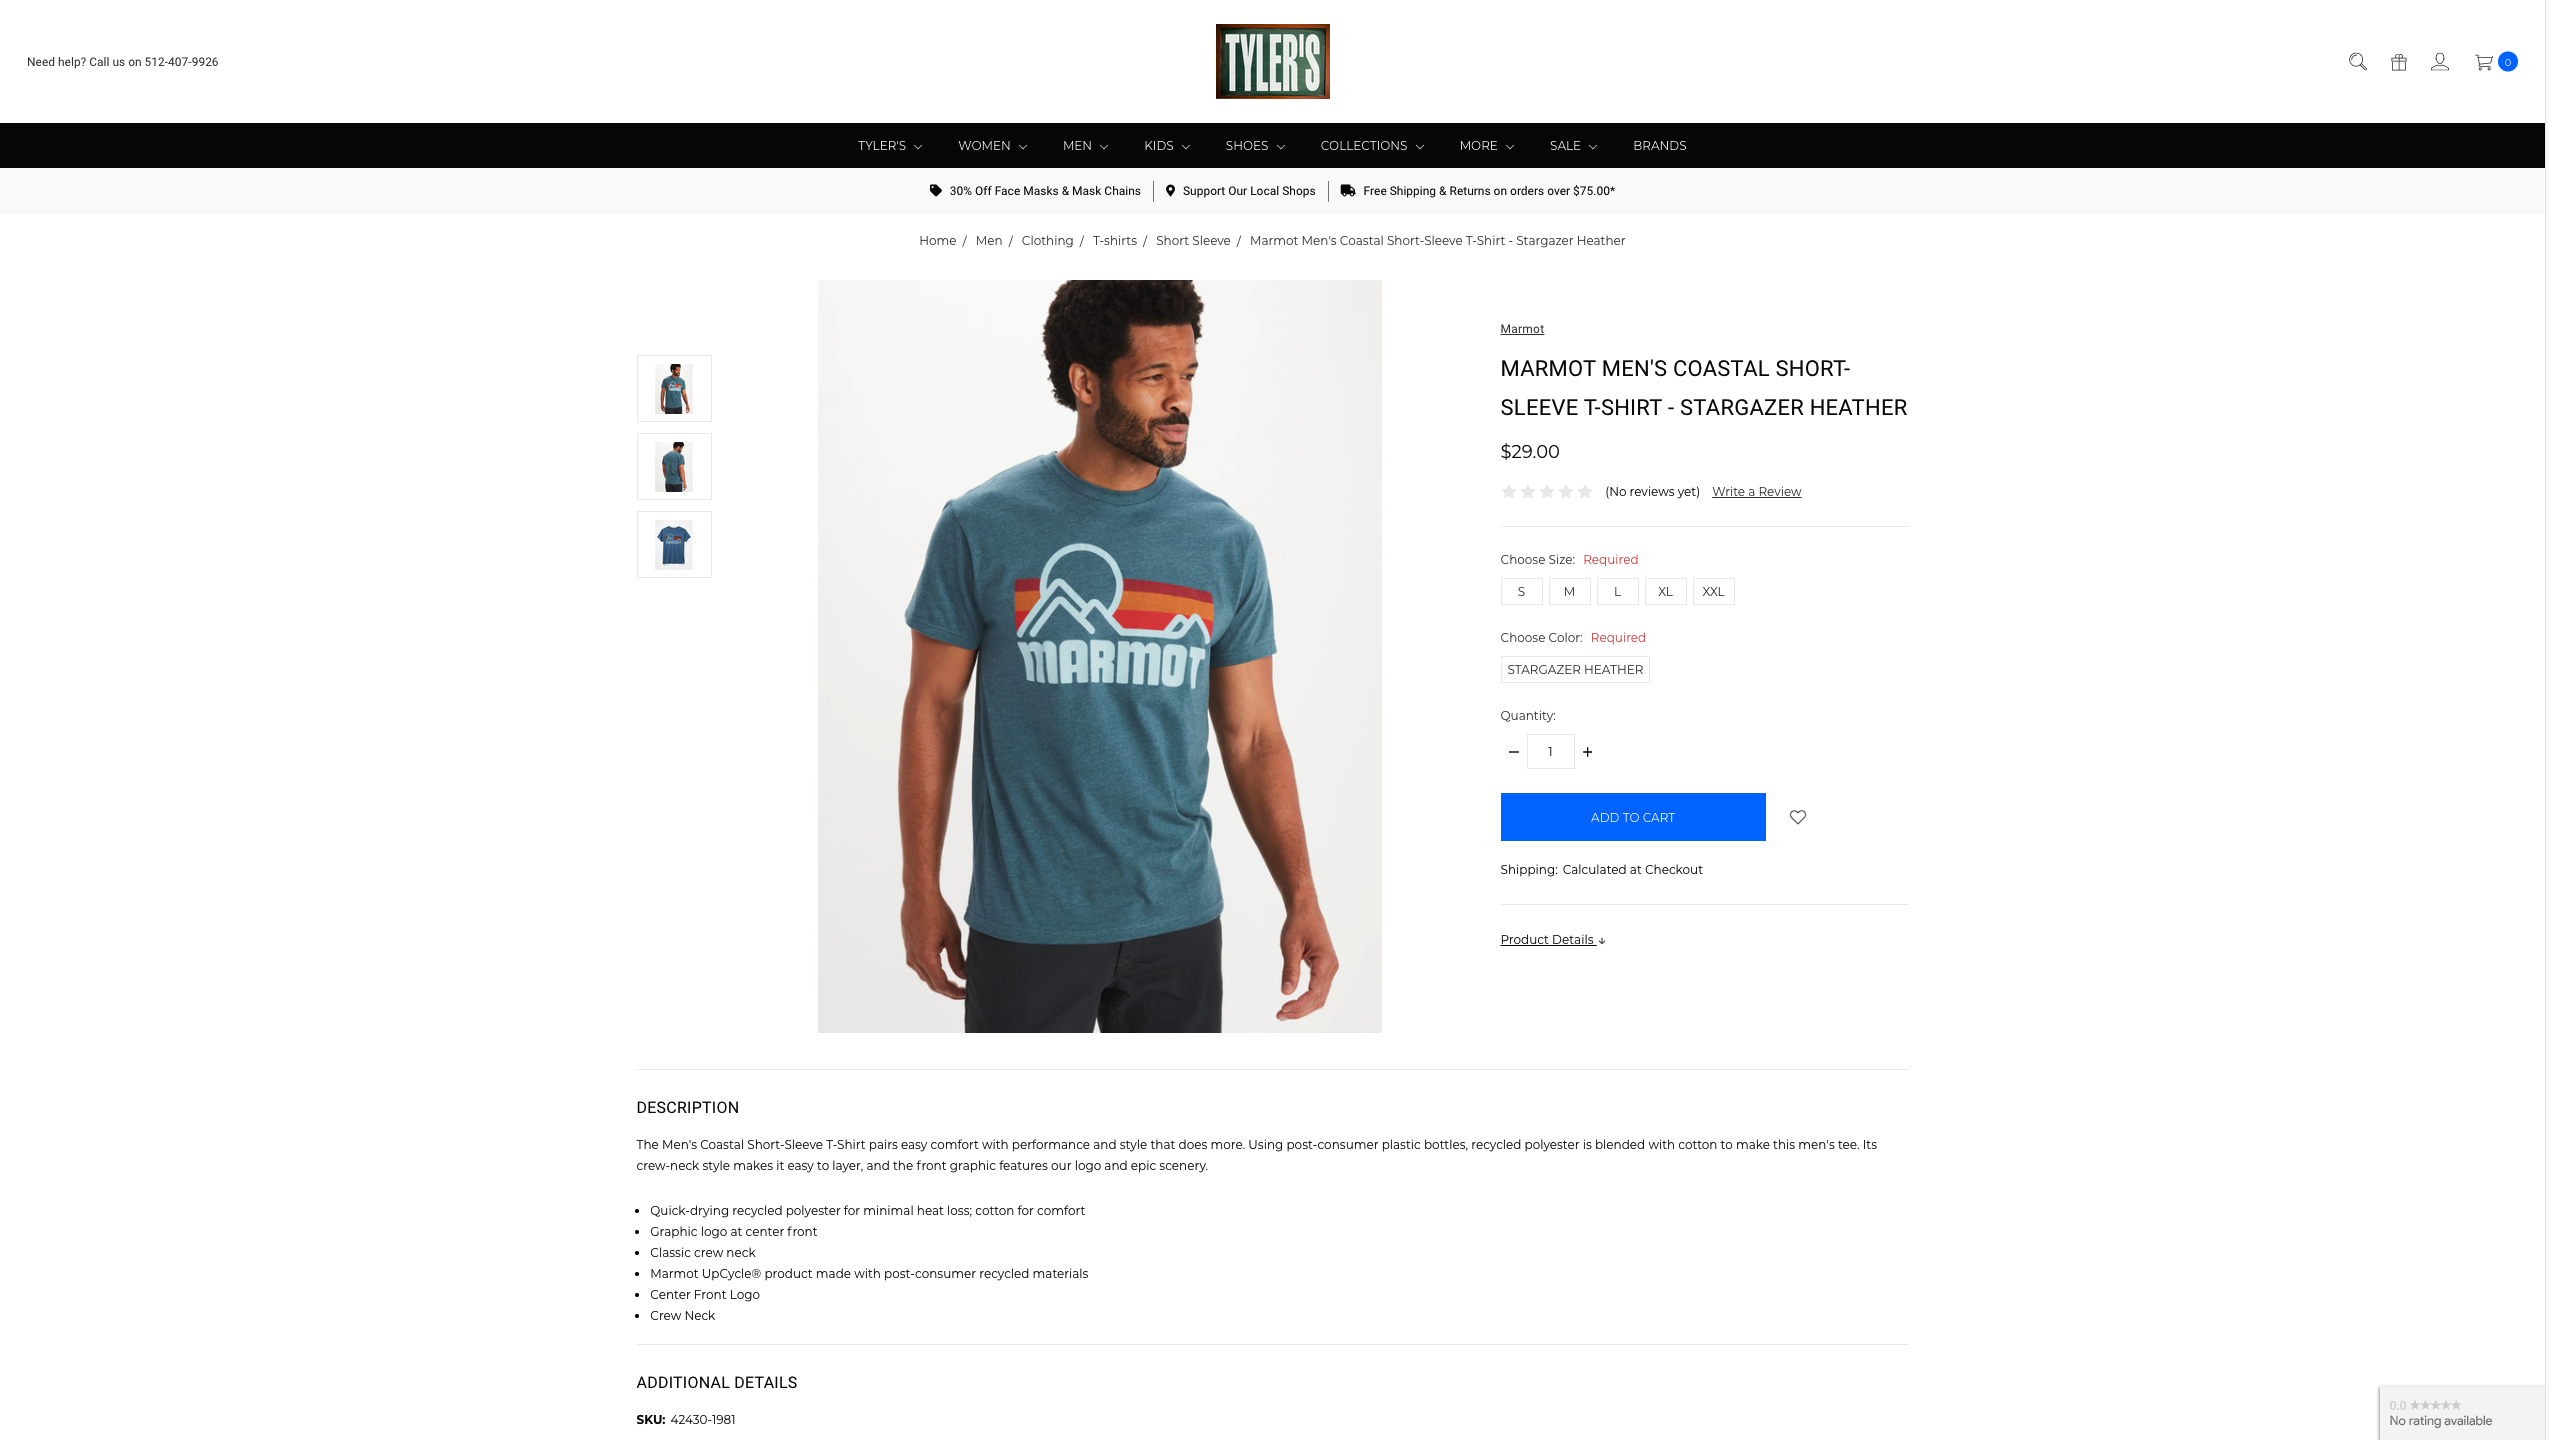 Need help? Call us on 512-407-9926
TYLER'S
0
TYLER'S WOMEN MEN KIDS SHOES COLLECTIONS MORE SALE BRANDS
30% Off Face Masks & Mask Chains Support Our Local Shops Free Shipping & Returns on orders over $75.00*
Home / Men / Clothing / T-shirts / Short Sleeve / Marmot Men's Coastal Short-Sleeve T-Shirt - Stargazer Heather
MARMOT
Marmot
MARMOT MEN'S COASTAL SHORT-
SLEEVE T-SHIRT - STARGAZER HEATHER
$29.00
(No reviews yet) Write a Review
Choose Size: Required
S M L XL XXL
Choose Color: Required
STARGAZER HEATHER
Quantity:
1
ADD TO CART
Shipping: Calculated at Checkout
Product Details
DESCRIPTION
The Men's Coastal Short-Sleeve T-Shirt pairs easy comfort with performance and style that does more. Using post-consumer plastic bottles, recycled polyester is blended with cotton to make this men's tee. Its
crew-neck style makes it easy to layer, and the front graphic features our logo and epic scenery.
Quick-drying recycled polyester for minimal heat loss; cotton for comfort
Graphic logo at center front
Classic crew neck
Marmot UpCycle® product made with post-consumer recycled materials
Center Front Logo
Crew Neck
ADDITIONAL DETAILS
SKU: 42430-1981
0.0
No rating available